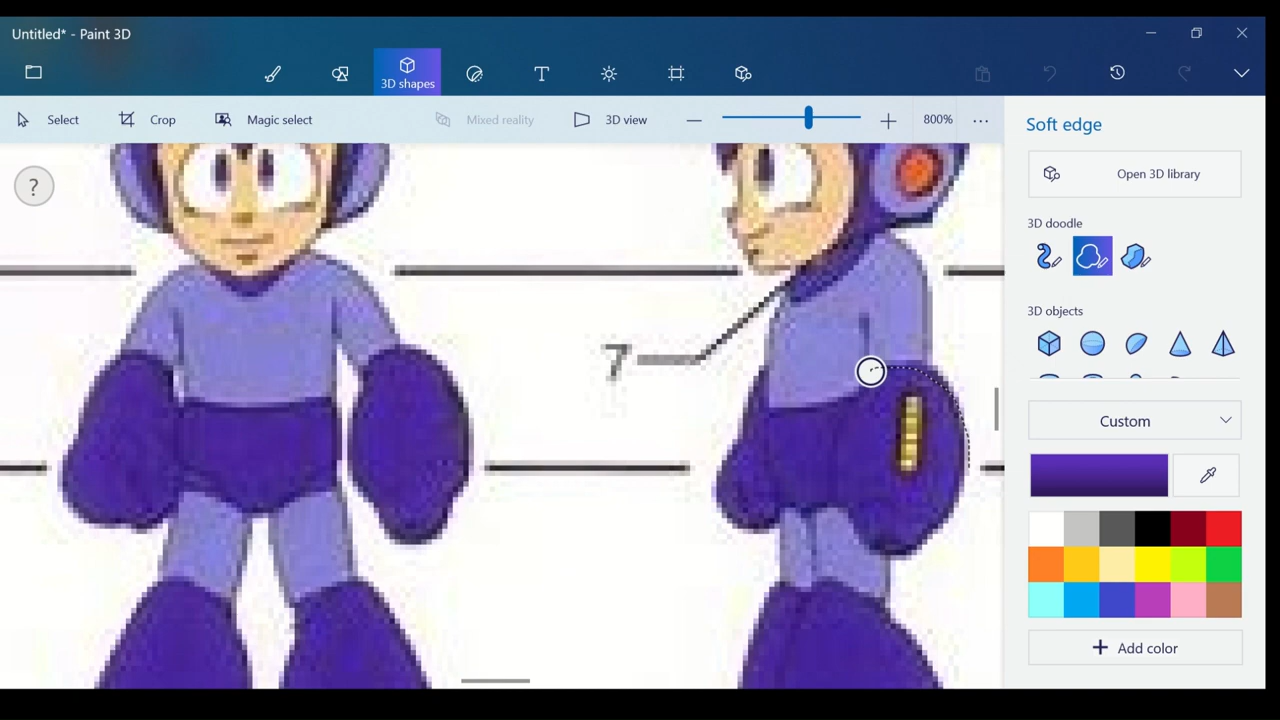 Untitled* - Paint 3D
3D shapes
Select
Crop
Magic select
Mixed reality
3D view
800%
Soft edge
Open 3D library
3D doodle
3D objects
Custom
Add color
?
7